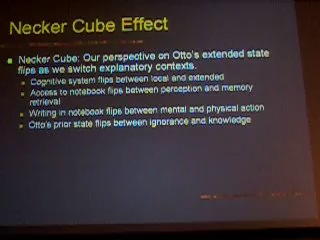 Necker Cube Effect
Necker Cube: Our perspective on Otto's extended state
flips as we switch explanatory contexts.
Cognitive system flips between local and extended
Access to notebook flips between perception and memory
retrieval
Writing in notebook flips between mental and physical action
Otto's prior state flips between ignorance and knowledge